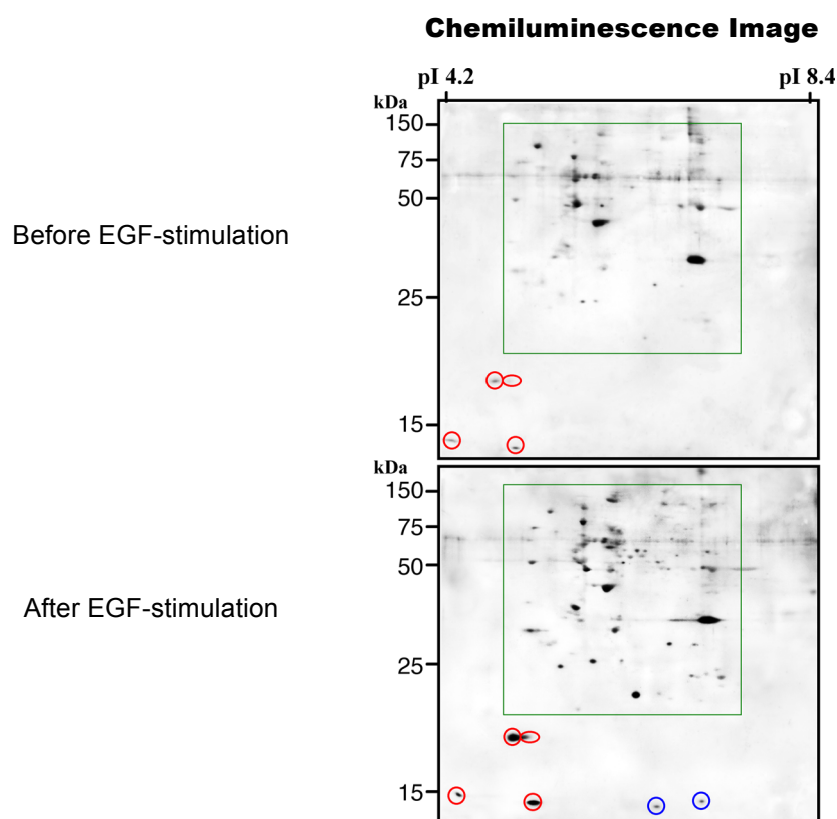 Chemiluminescence Image
pI 4.2 pI 8.4
kDa
150
75
50
Before EGF-stimulation
25
15
kDa
150
75
50
After EGF-stimulation
25
15